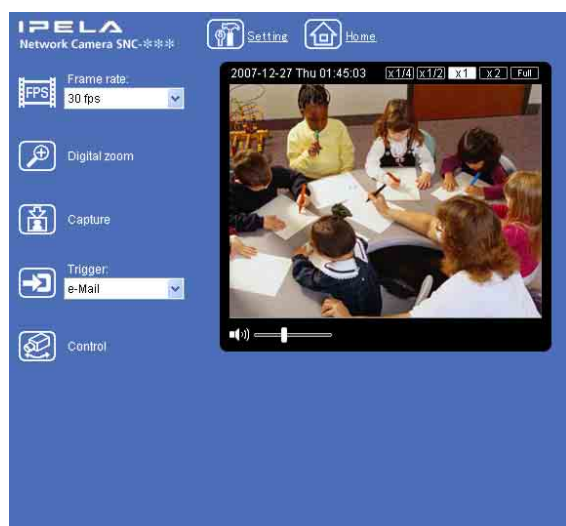 IPELA
Network Camera SNC-***
Setting
Home
FPS
Frame rate:
30 fps
Digital zoom
Capture
Trigger:
e-Mail
Control
2007-12-27 Thu 01:45:03
x1/4 x1/2 x1 x2 Full